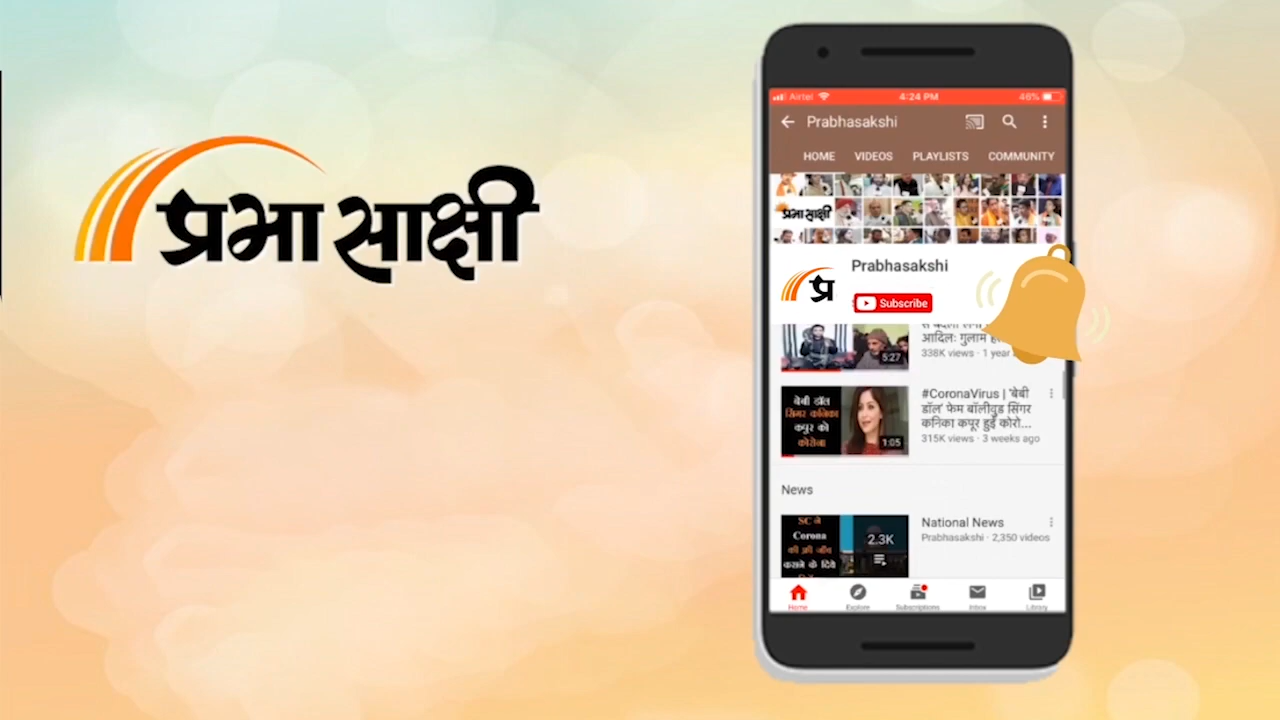 प्रभा साक्षी
Airtel
4:24 PM
46%
Prabhasakshi
HOME
VIDEOS
PLAYLISTS
COMMUNITY
प्रभा साक्षी
Prabhasakshi
प्र
Subscribe
से बदला लेगा
आदिल: गुलाम
338K views · 1 year
5:27
#CoronaVirus | 'बेबी
डॉल' फेम बॉलीवुड सिंगर
कनिका कपूर हुईं कोरो...
315K views · 3 weeks ago
बेबी डॉल
सिंगर कनिका
कपूर को
कोरोना
1:05
News
SC ने
Corona
की फ्री जाँच
कराने के दिये
2.3K
National News
Prabhasakshi · 2,350 videos
Home
Explore
Subscriptions
Inbox
Library